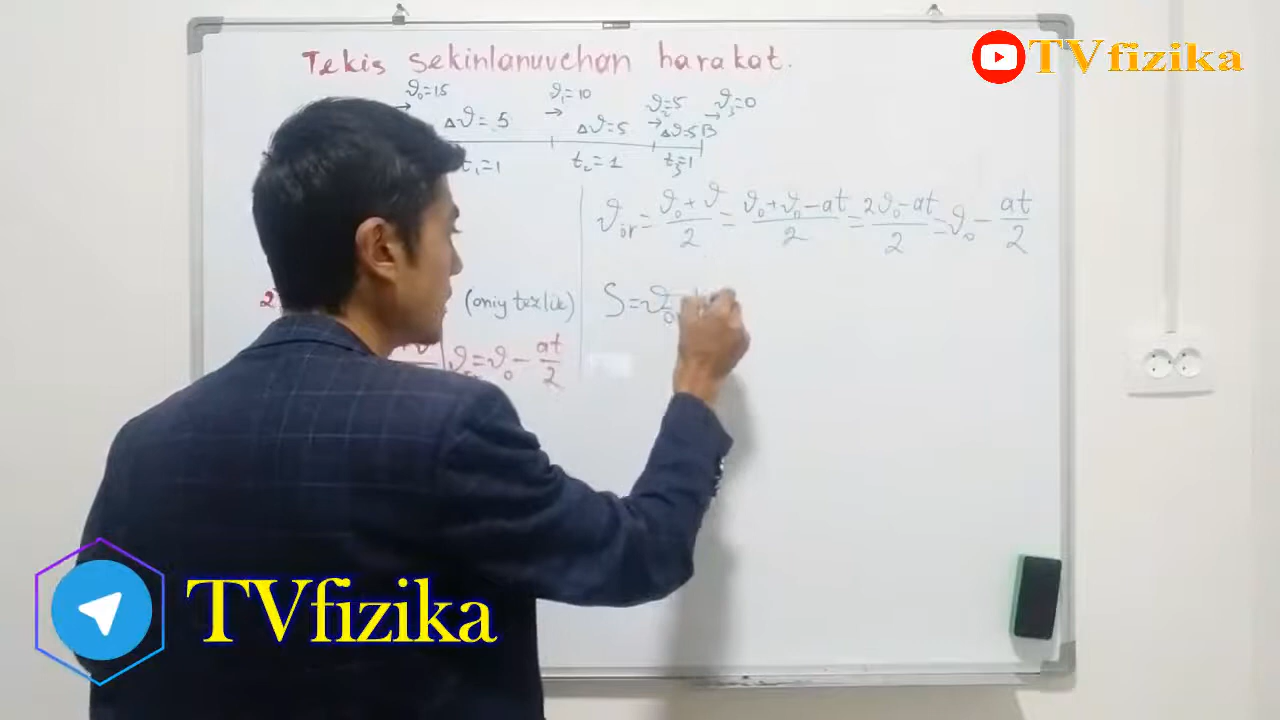 TVfizika
Tekis sekinlanuvchan harakat.
ϑ₀=15 ϑ₁=10 ϑ₂=5 ϑ₃=0
Δϑ=5 Δϑ=5 Δϑ=5 B
t₁=1 t₂=1 t₃=1
ϑ_o'r = (ϑ₀+ϑ)/2 = (ϑ₀+ϑ₀-at)/2 = (2ϑ₀-at)/2 = ϑ₀ - at/2
2 (oniy tezlik)
S=ϑ₀
=ϑ₀ - at/2
TVfizika